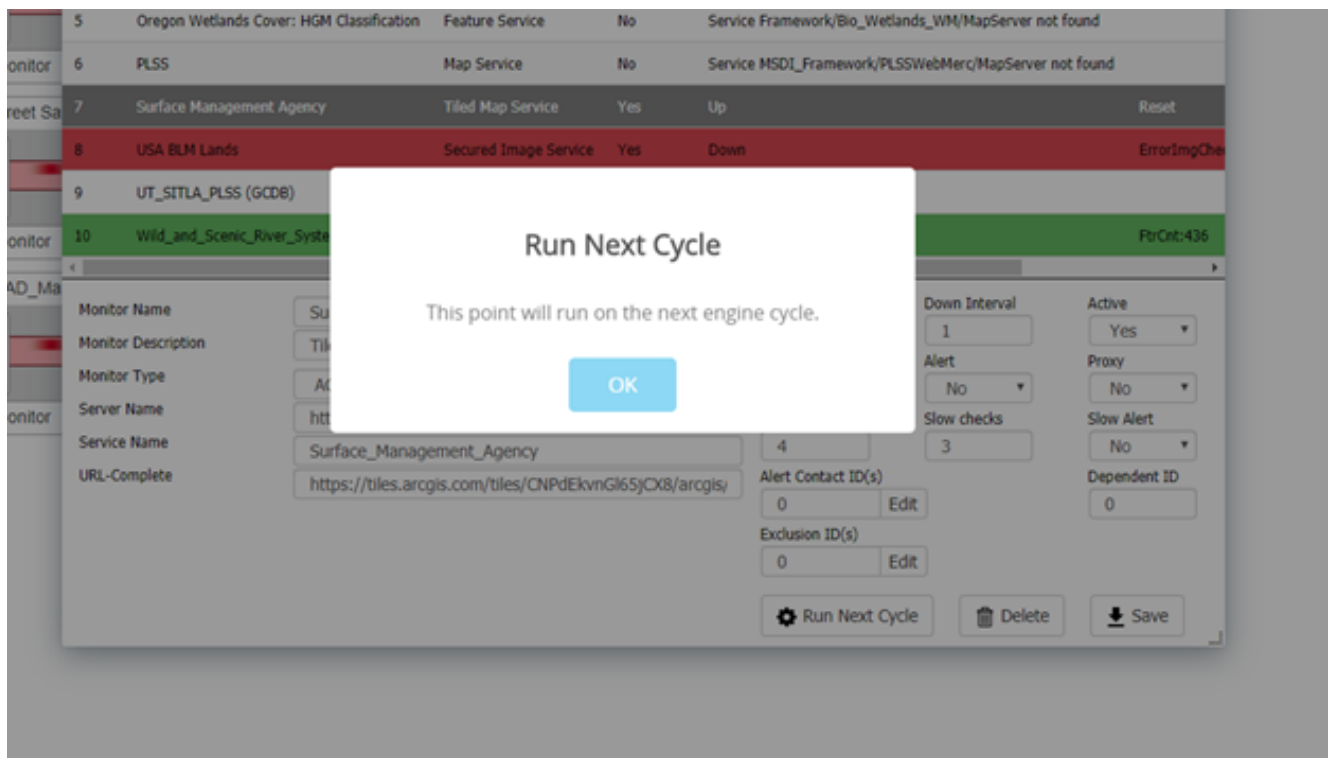 5 Oregon Wetlands Cover: HGM Classification Feature Service No Service Framework/Bio_Wetlands_WM/MapServer not found
onitor 6 PLSS Map Service No Service MSDI_Framework/PLSSWebMerc/MapServer not found
reet Sa 7 Surface Management Agency Tiled Map Service Yes Up Reset
8 USA BLM Lands Secured Image Service Yes Down ErrorImgChe
9 UT_SITLA_PLSS (GCDB)
onitor 10 Wild_and_Scenic_River_Syste FtrCnt:436
Run Next Cycle
This point will run on the next engine cycle.
OK
AD_Ma
Monitor Name Su
Monitor Description Til
Monitor Type AG
onitor Server Name htt
Service Name Surface_Management_Agency
URL-Complete https://tiles.arcgis.com/tiles/CNPdEkvnGl65jCX8/arcgis/
Down Interval Active
1 Yes
Alert Proxy
No No
Slow checks Slow Alert
4 3 No
Alert Contact ID(s) Dependent ID
0 Edit 0
Exclusion ID(s)
0 Edit
Run Next Cycle Delete Save